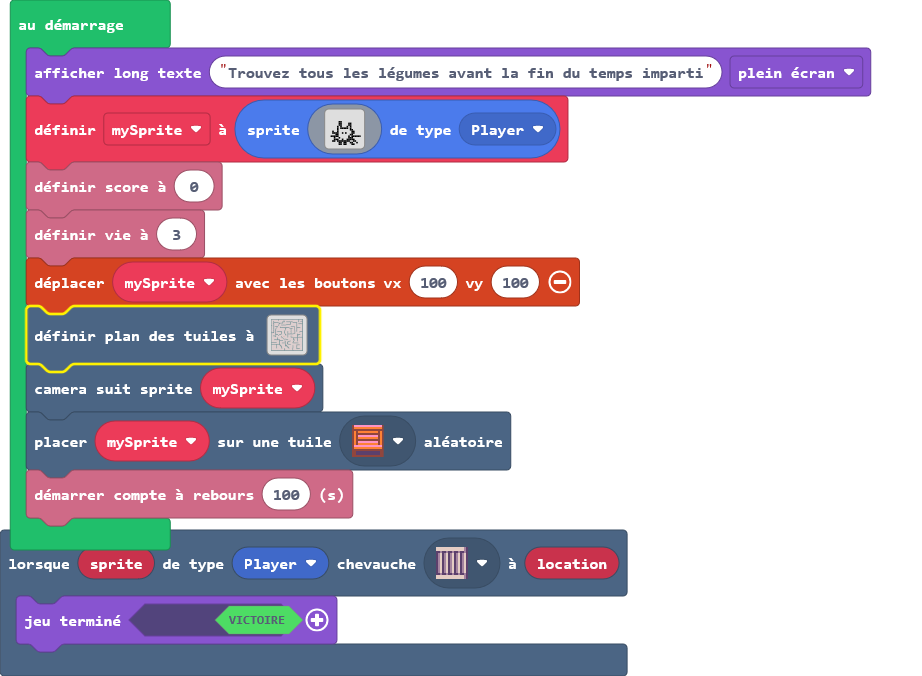 au démarrage
afficher long texte "Trouvez tous les légumes avant la fin du temps imparti" plein écran
définir mySprite à sprite de type Player
définir score à 0
définir vie à 3
déplacer mySprite avec les boutons vx 100 vy 100
définir plan des tuiles à
camera suit sprite mySprite
placer mySprite sur une tuile aléatoire
démarrer compte à rebours 100 (s)
lorsque sprite de type Player chevauche à location
jeu terminé VICTOIRE